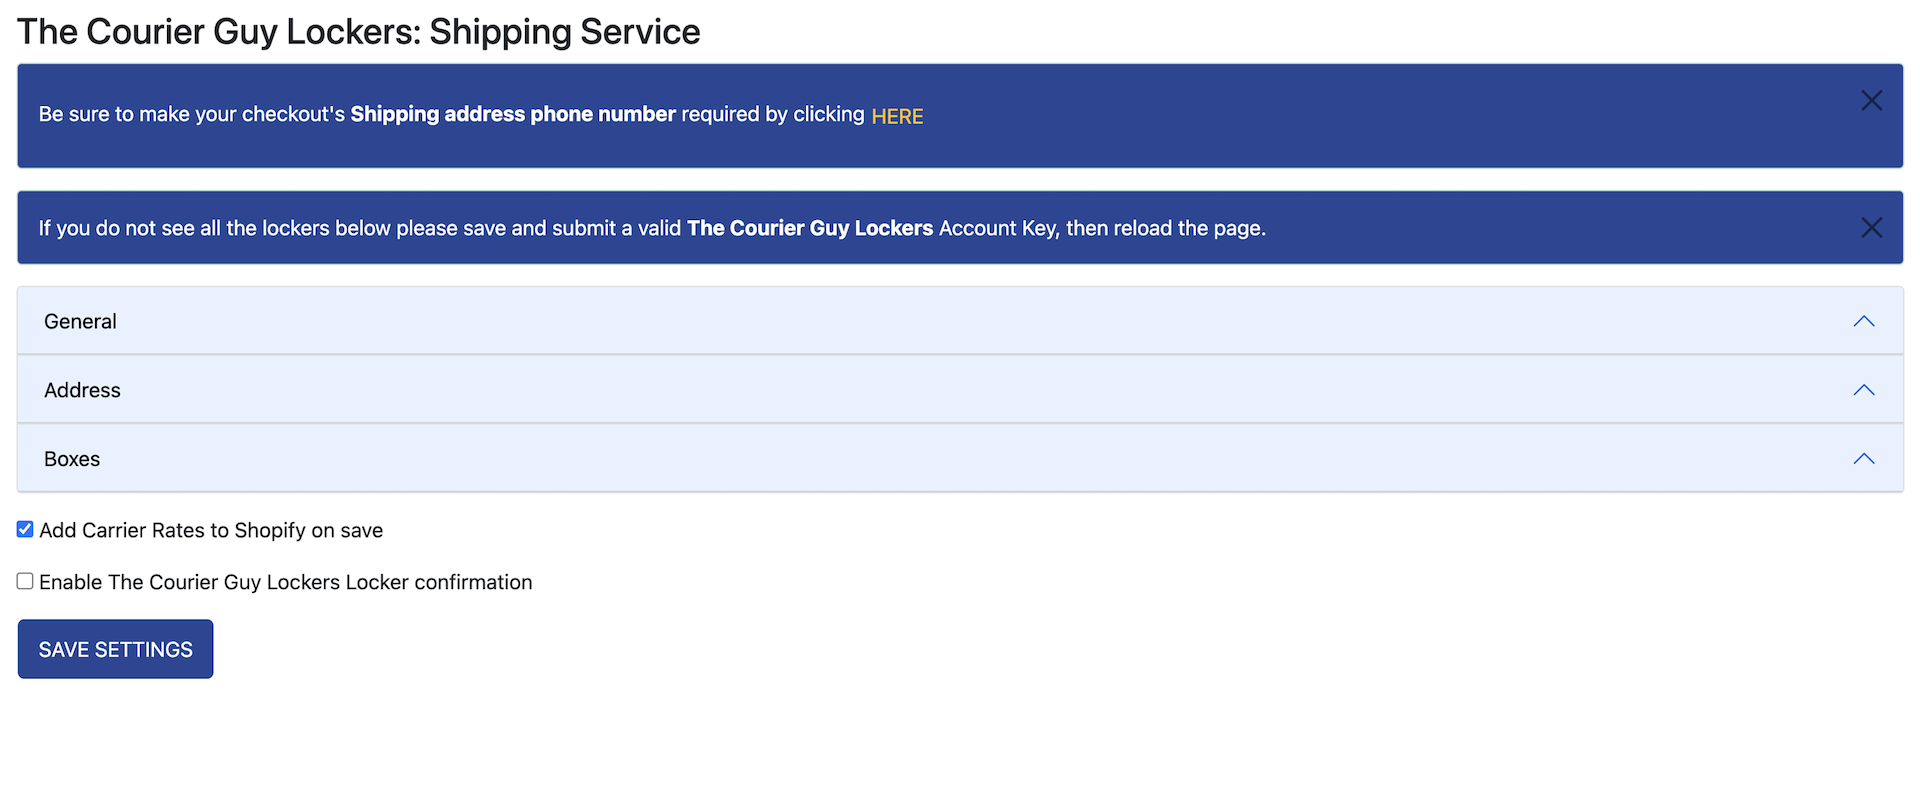 The Courier Guy Lockers: Shipping Service
Be sure to make your checkout's Shipping address phone number required by clicking HERE
If you do not see all the lockers below please save and submit a valid The Courier Guy Lockers Account Key, then reload the page.
General
Address
Boxes
Add Carrier Rates to Shopify on save
Enable The Courier Guy Lockers Locker confirmation
SAVE SETTINGS